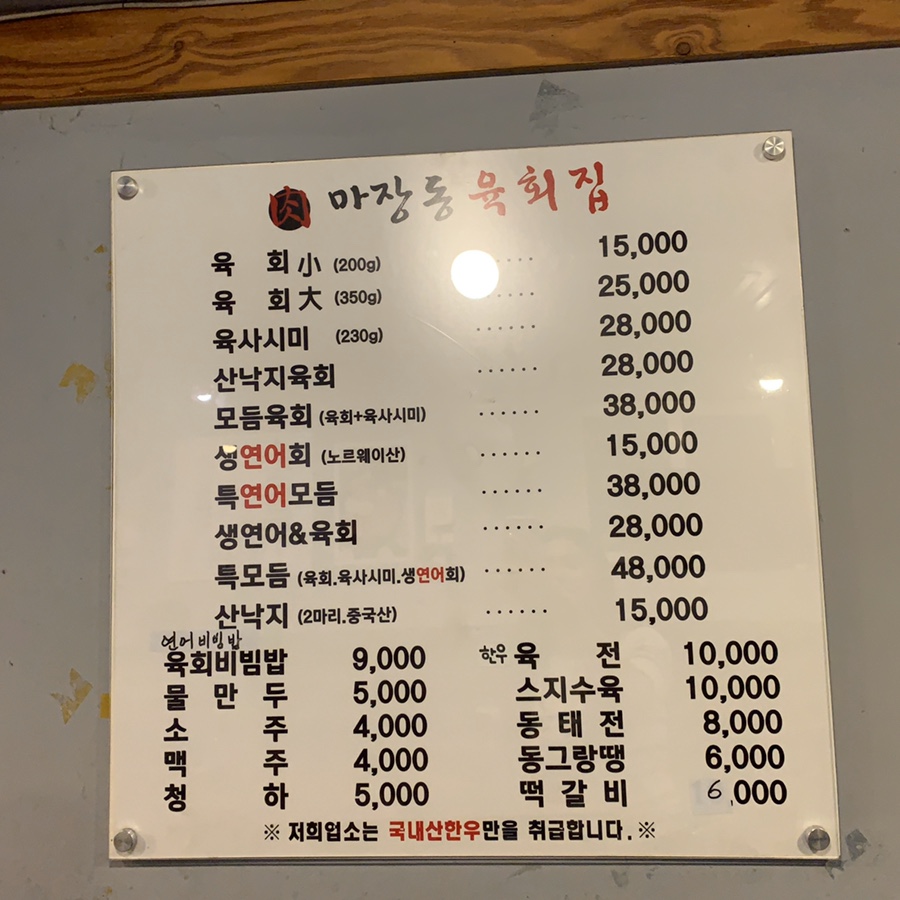 肉 마장동육회집
육 회 小 (200g) ······ 15,000
육 회 大 (350g) ······ 25,000
육사시미 (230g) ······ 28,000
산낙지육회 ······ 28,000
모듬육회 (육회+육사시미) ······ 38,000
생연어회 (노르웨이산) ······ 15,000
특연어모듬 ······ 38,000
생연어&육회 ······ 28,000
특모듬 (육회.육사시미.생연어회) ······ 48,000
산낙지 (2마리.중국산) ······ 15,000
연어비빙밥
육회비빔밥 9,000 한우 육 전 10,000
물 만 두 5,000 스지수육 10,000
소 주 4,000 동 태 전 8,000
맥 주 4,000 동그랑땡 6,000
청 하 5,000 떡 갈 비 6,000
※ 저희업소는 국내산한우만을 취급합니다.※